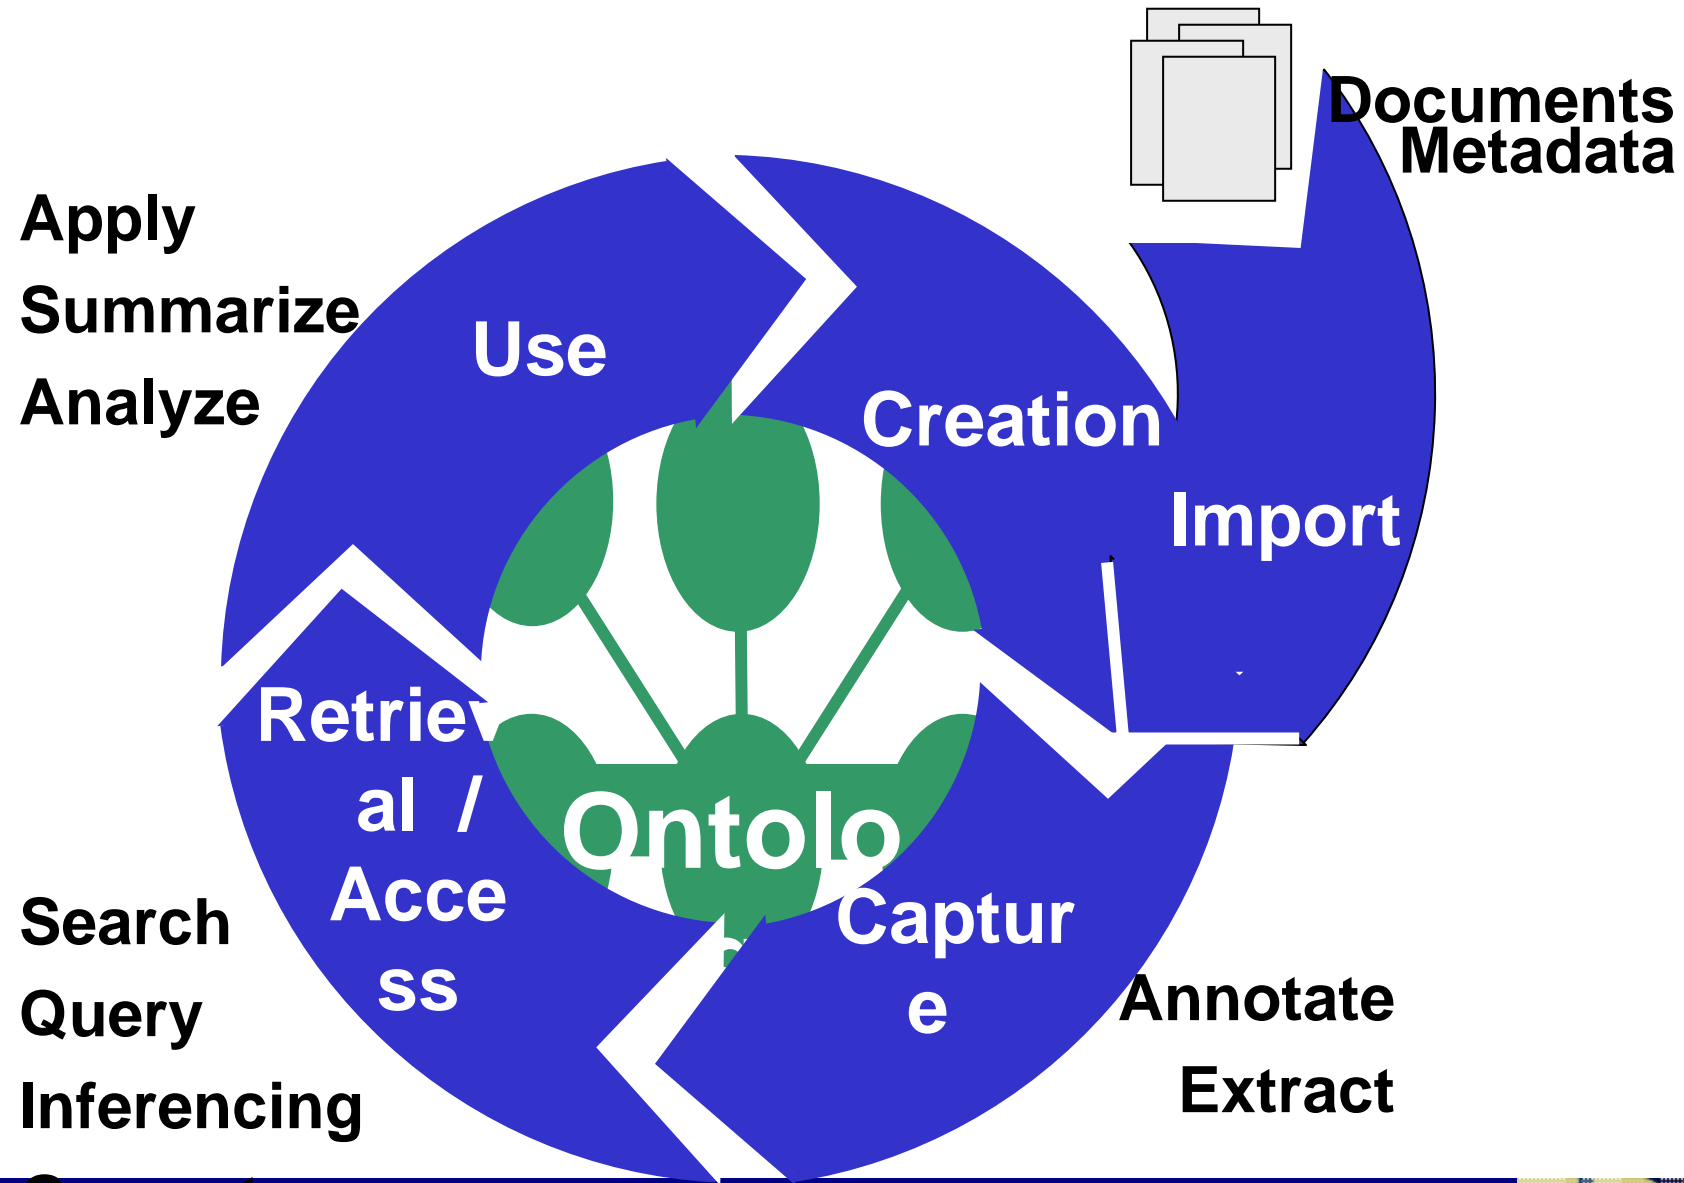 Documents
Metadata
Apply
Summarize
Analyze
Use
Creation
Import
Retriev
al /
Acce
ss
Ontolo
Captur
e
Search
Query
Inferencing
Annotate
Extract